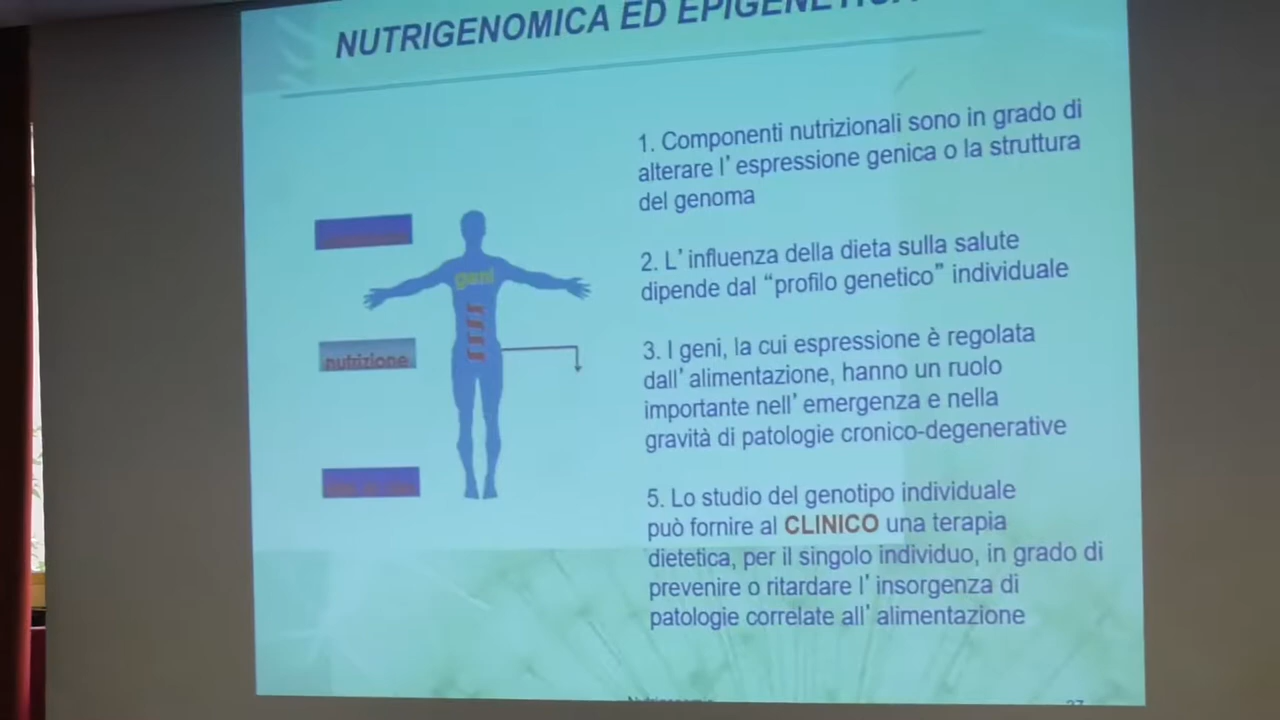 NUTRIGENOMICA ED EPIGENETICA
1. Componenti nutrizionali sono in grado di
alterare l' espressione genica o la struttura
del genoma
2. L' influenza della dieta sulla salute
dipende dal “profilo genetico” individuale
3. I geni, la cui espressione è regolata
dall' alimentazione, hanno un ruolo
importante nell' emergenza e nella
gravità di patologie cronico-degenerative
5. Lo studio del genotipo individuale
può fornire al CLINICO una terapia
dietetica, per il singolo individuo, in grado di
prevenire o ritardare l' insorgenza di
patologie correlate all' alimentazione
geni
nutrizione
27